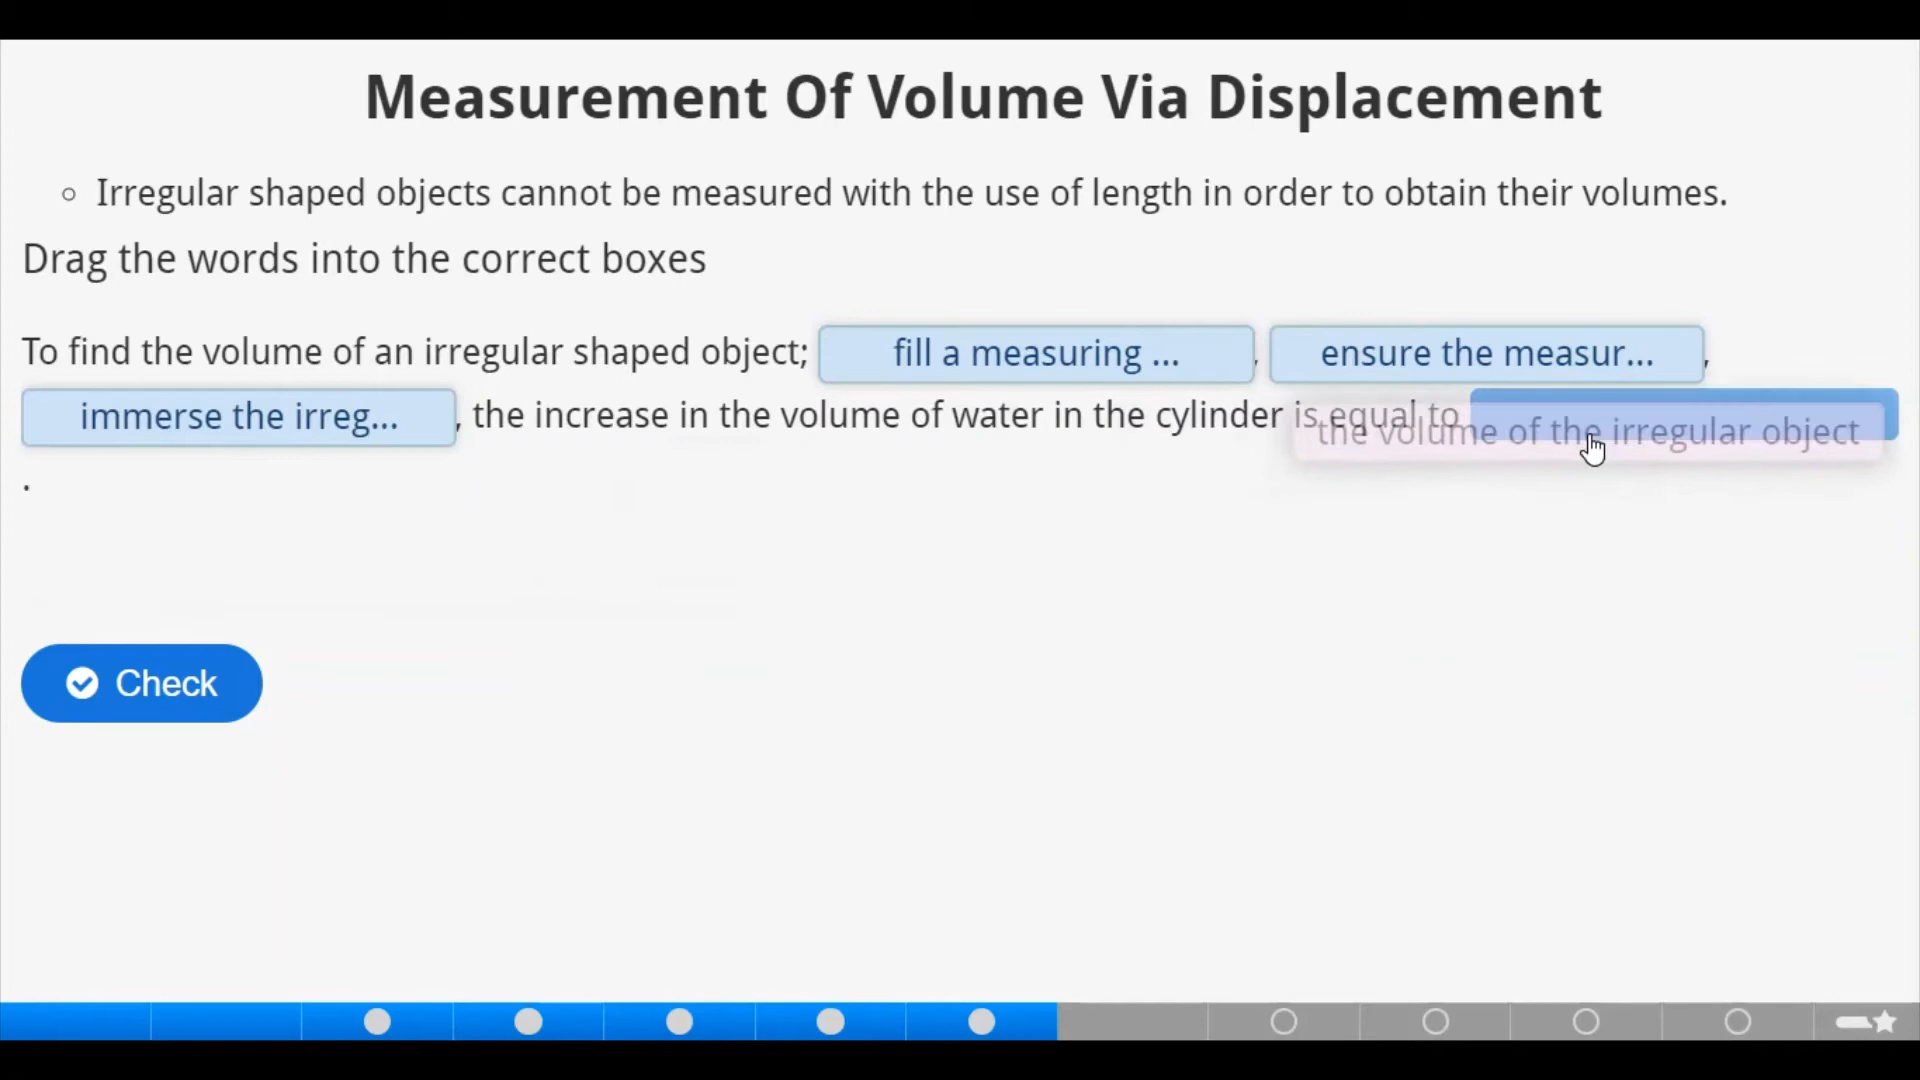 Measurement Of Volume Via Displacement
Irregular shaped objects cannot be measured with the use of length in order to obtain their volumes.
Drag the words into the correct boxes
To find the volume of an irregular shaped object; fill a measuring ... , ensure the measur... ,
immerse the irreg... , the increase in the volume of water in the cylinder is equal to
the volume of the irregular object
.
Check